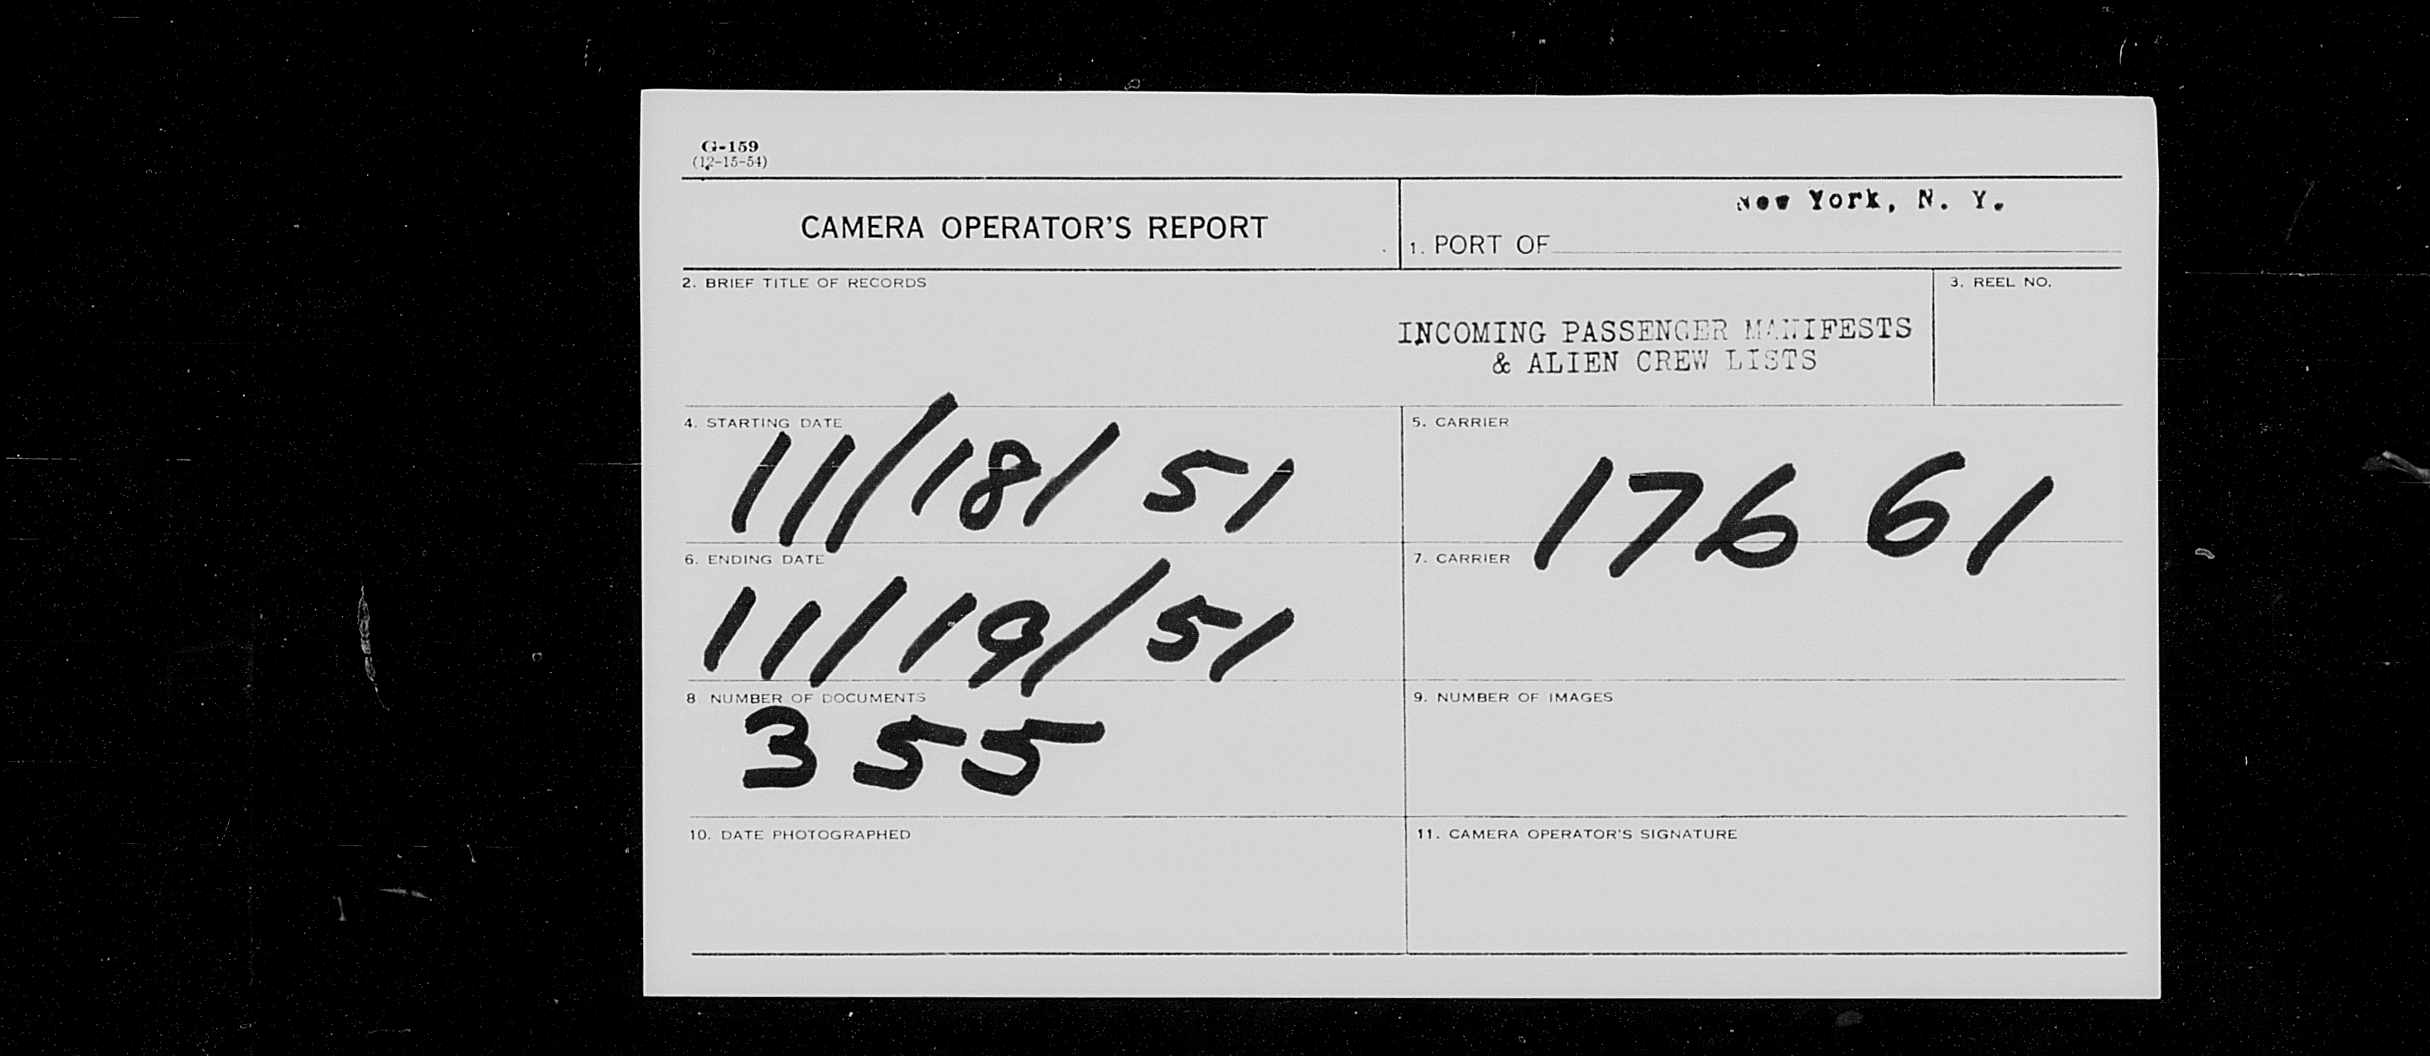 G-159
(12-15-54)
CAMERA OPERATOR'S REPORT
New York, N. Y.
1. PORT OF
2. BRIEF TITLE OF RECORDS
INCOMING PASSENGER MANIFESTS
& ALIEN CREW LISTS
3. REEL NO.
4. STARTING DATE
11/18/51
5. CARRIER
17661
6. ENDING DATE
11/19/51
7. CARRIER
8 NUMBER OF DOCUMENTS
355
9. NUMBER OF IMAGES
10. DATE PHOTOGRAPHED
11. CAMERA OPERATOR'S SIGNATURE